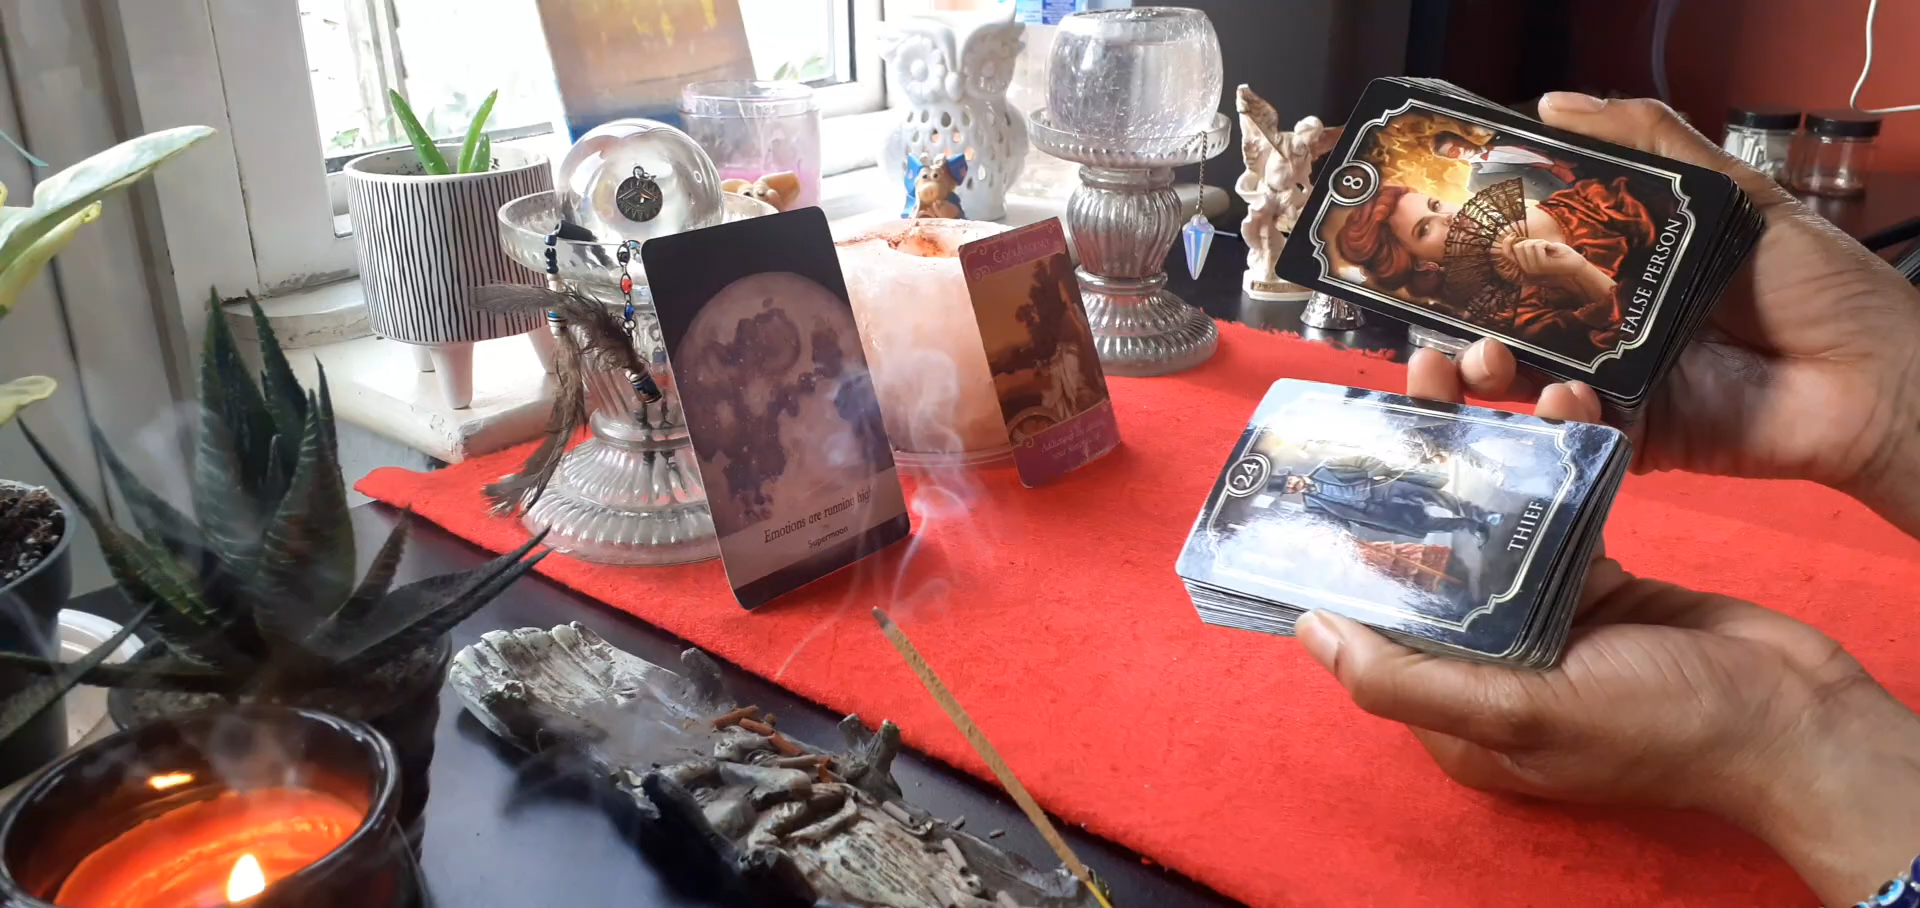 8
FALSE PERSON
24
THIEF
Emotions are running high
Supermoon